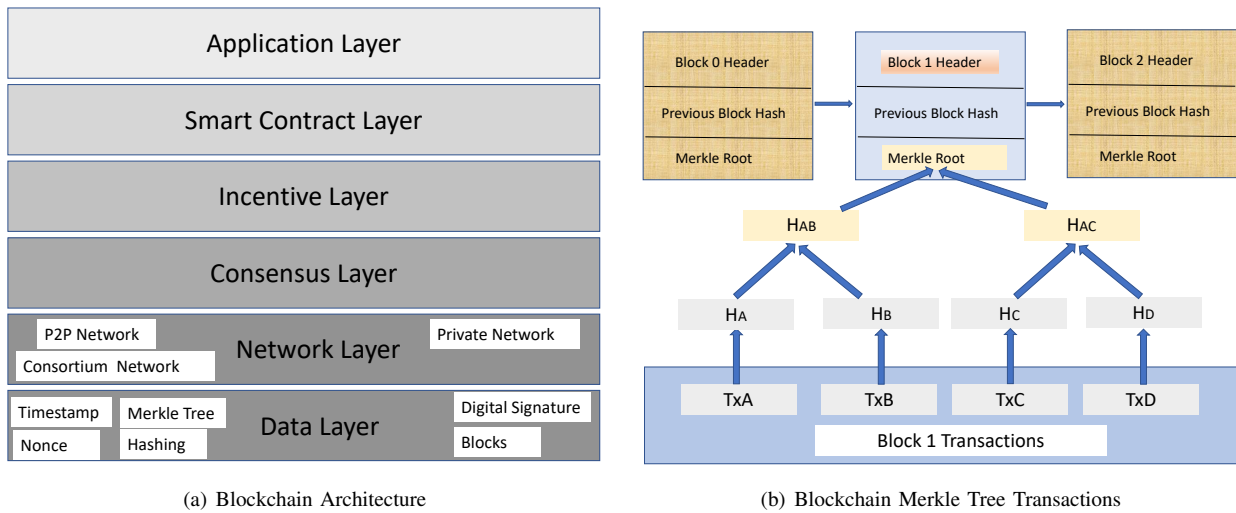 Application Layer
Smart Contract Layer
Incentive Layer
Consensus Layer
P2P Network
Private Network
Network Layer
Consortium Network
Timestamp
Merkle Tree
Digital Signature
Data Layer
Nonce
Hashing
Blocks
(a) Blockchain Architecture
Block 0 Header
Previous Block Hash
Merkle Root
Block 1 Header
Previous Block Hash
Merkle Root
Block 2 Header
Previous Block Hash
Merkle Root
HAB
HAC
HA
HB
HC
HD
TxA
TxB
TxC
TxD
Block 1 Transactions
(b) Blockchain Merkle Tree Transactions